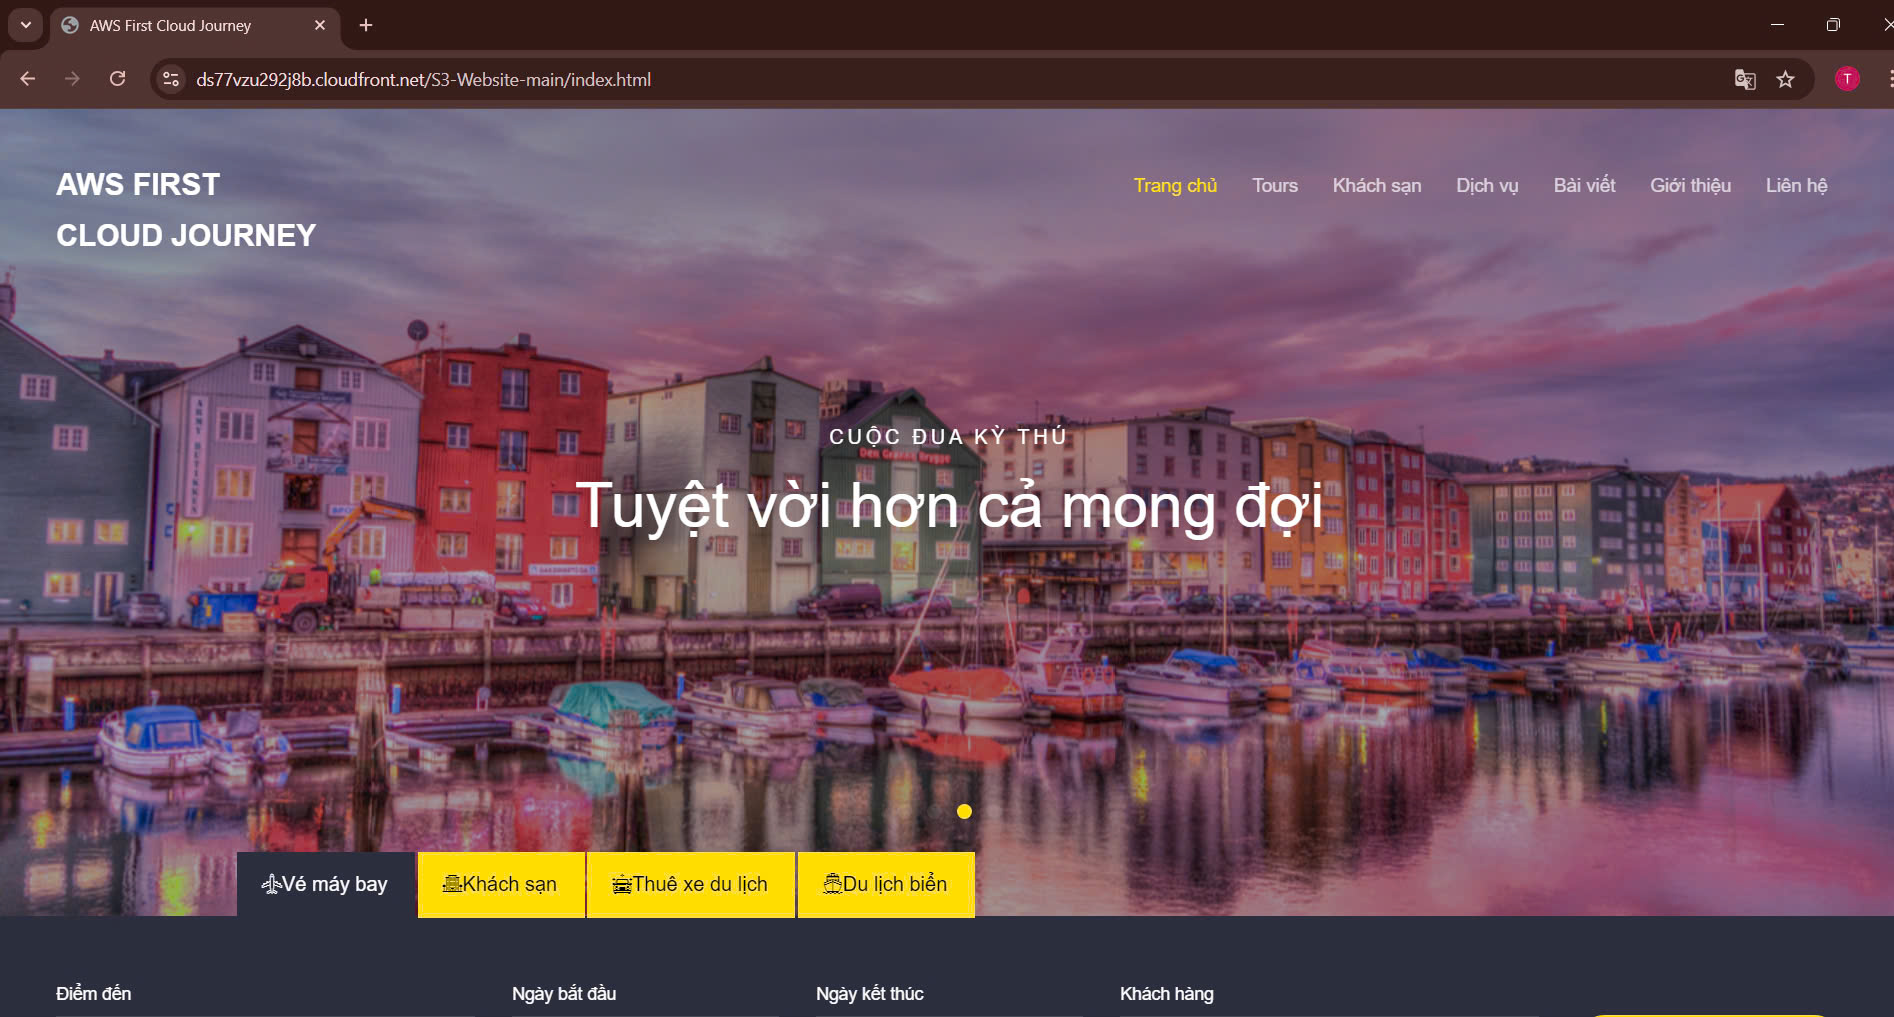 AWS First Cloud Journey
ds77vzu292j8b.cloudfront.net/S3-Website-main/index.html
T
AWS FIRST
CLOUD JOURNEY
Trang chủ Tours Khách sạn Dịch vụ Bài viết Giới thiệu Liên hệ
CUỘC ĐUA KỲ THÚ
Den Grønne Brygge
Tuyệt vời hơn cả mong đợi
Vé máy bay Khách sạn Thuê xe du lịch Du lịch biển
Điểm đến Ngày bắt đầu Ngày kết thúc Khách hàng